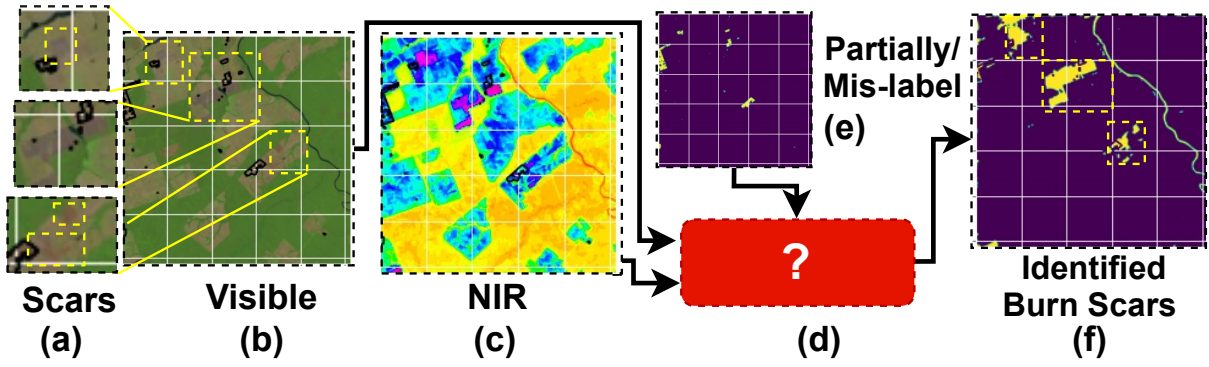 Scars
(a)
Visible
(b)
NIR
(c)
?
(d)
Partially/
Mis-label
(e)
Identified
Burn Scars
(f)